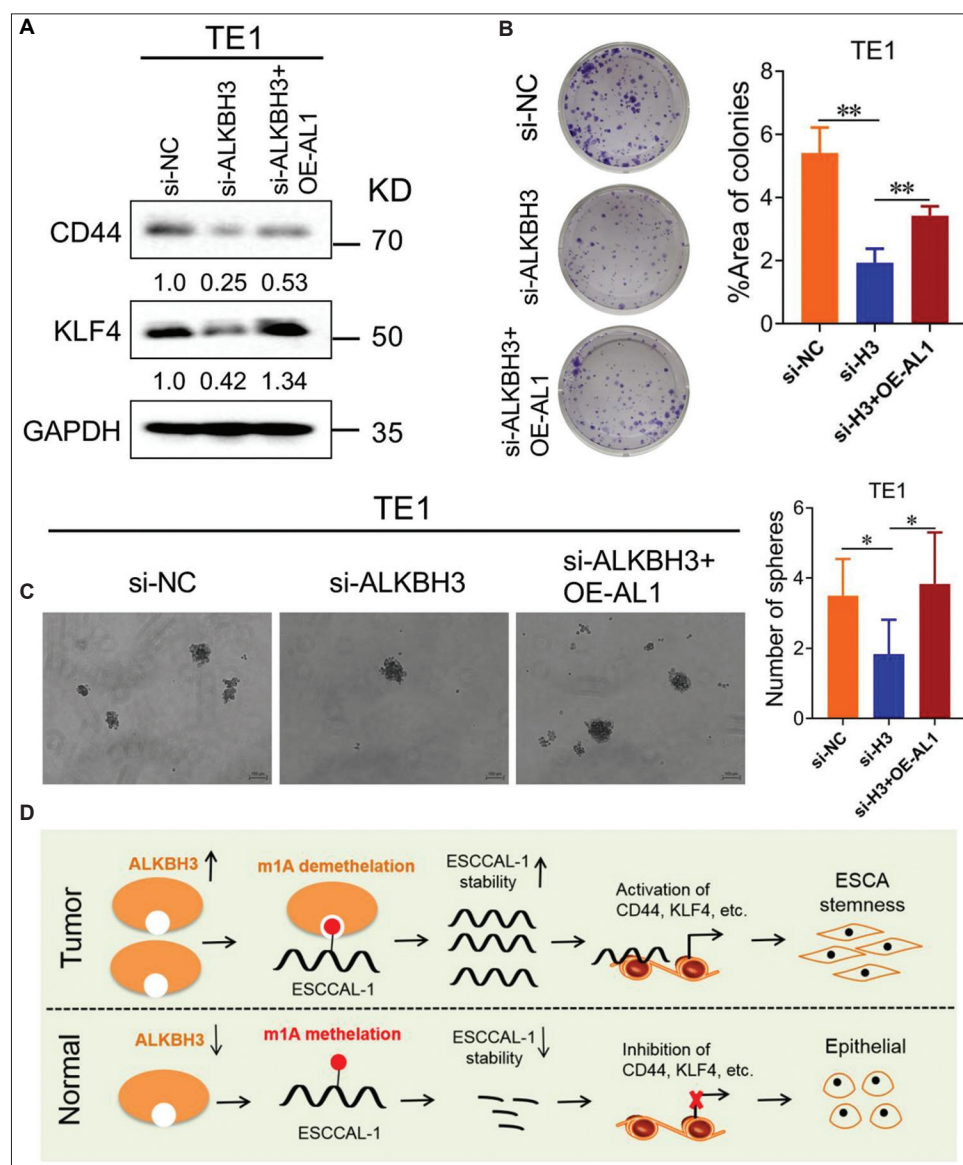 A
TE1
si-NC
si-ALKBH3
si-ALKBH3+
OE-AL1
KD
CD44
70
1.0 0.25 0.53
KLF4
50
1.0 0.42 1.34
GAPDH
35
B
si-NC
si-ALKBH3
si-ALKBH3+
OE-AL1
TE1
%Area of colonies
8
6
4
2
0
**
**
si-NC
si-H3
si-H3+OE-AL1
C
TE1
si-NC
si-ALKBH3
si-ALKBH3+
OE-AL1
TE1
Number of spheres
6
4
2
0
*
*
si-NC
si-H3
si-H3+OE-AL1
D
Tumor
ALKBH3
m1A demethelation
ESCCAL-1
ESCCAL-1
stability
Activation of
CD44, KLF4, etc.
ESCA
stemness
Normal
ALKBH3
m1A methelation
ESCCAL-1
ESCCAL-1
stability
Inhibition of
CD44, KLF4, etc.
Epithelial